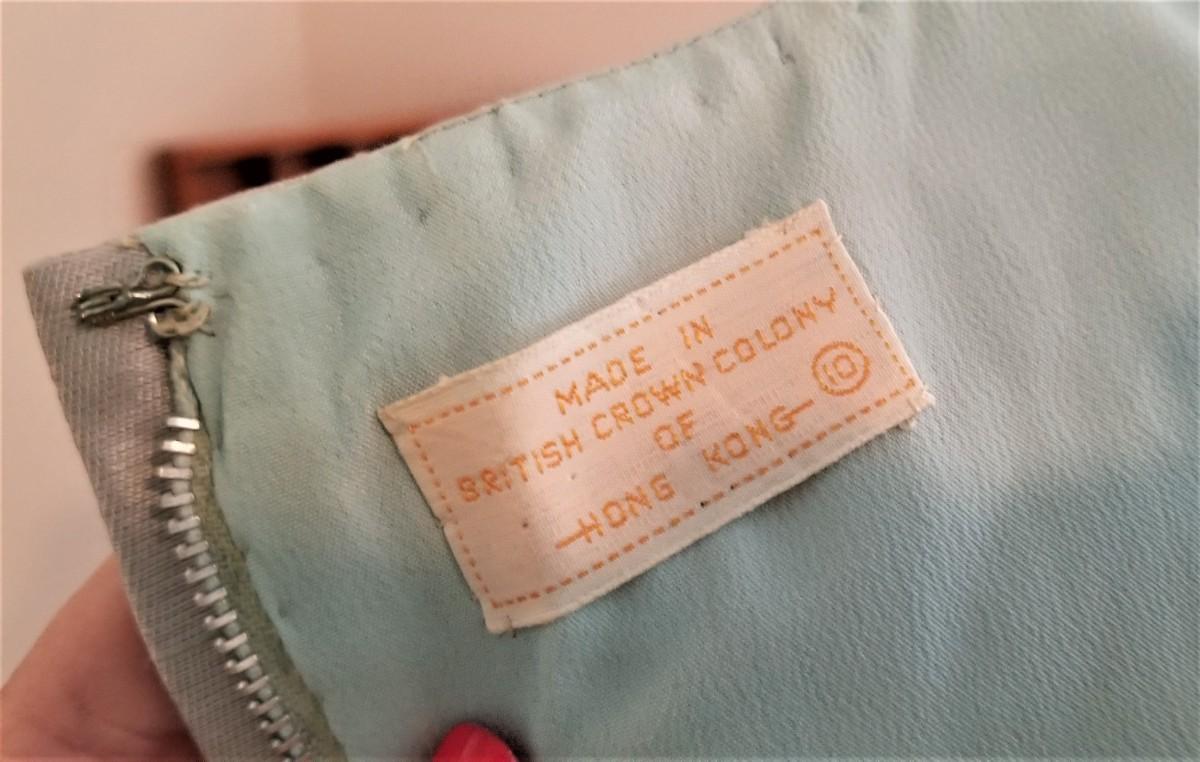 MADE IN
BRITISH CROWN COLONY
OF
—HONG KONG—
10